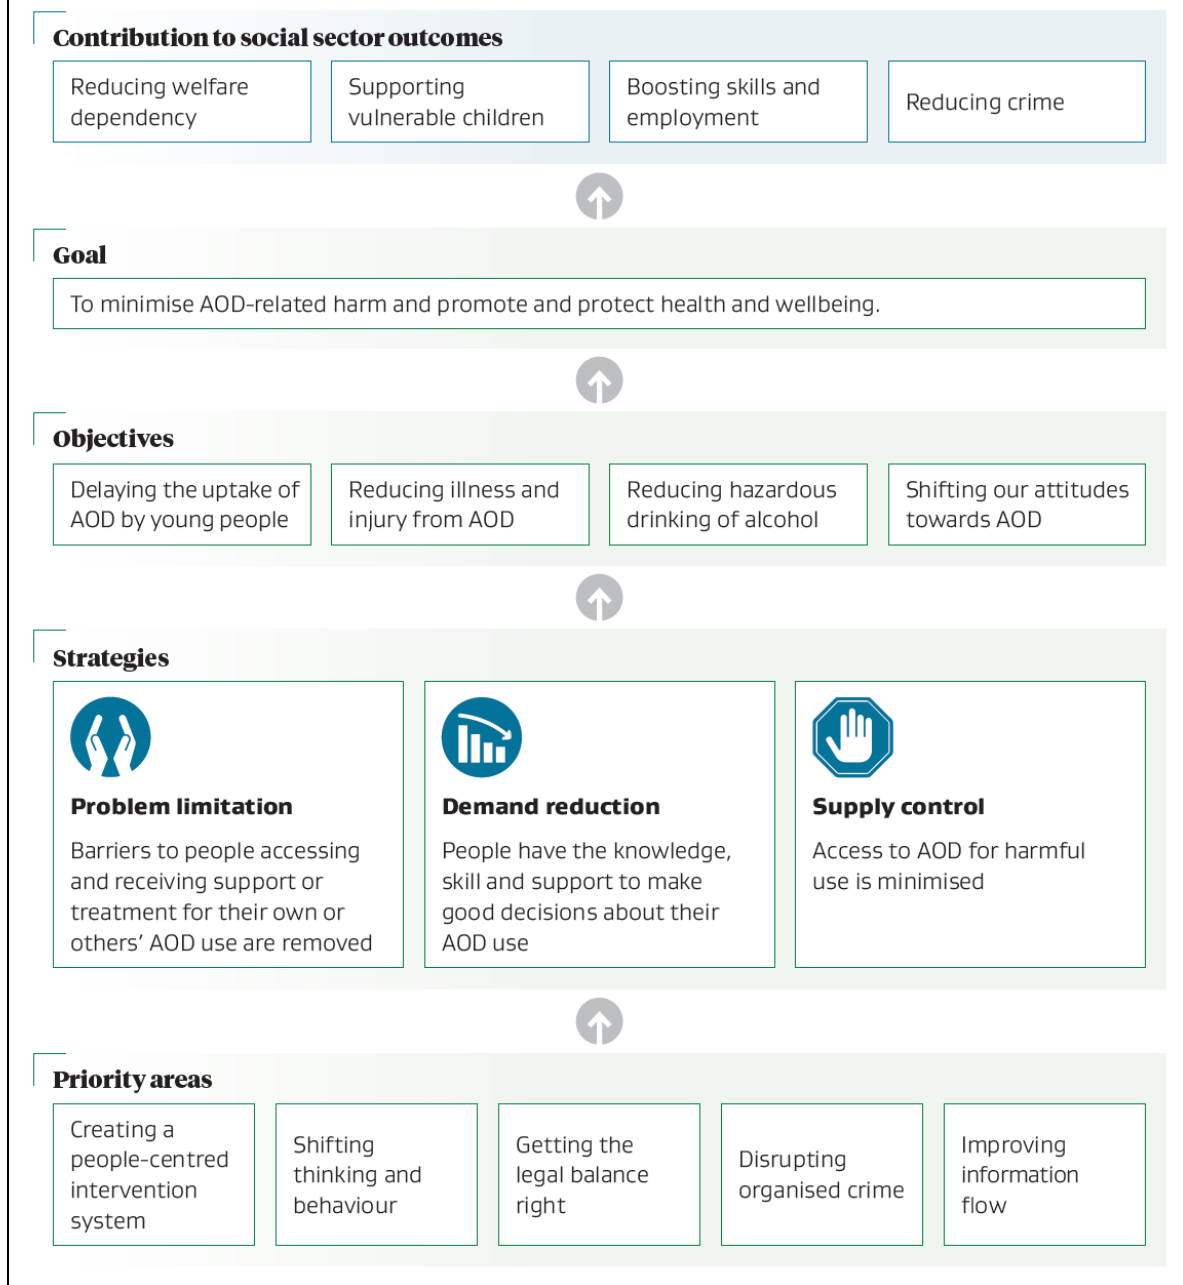 Contribution to social sector outcomes
Reducing welfare
dependency
Supporting
vulnerable children
Boosting skills and
employment
Reducing crime
Goal
To minimise AOD-related harm and promote and protect health and wellbeing.
Objectives
Delaying the uptake of
AOD by young people
Reducing illness and
injury from AOD
Reducing hazardous
drinking of alcohol
Shifting our attitudes
towards AOD
Strategies
Problem limitation
Barriers to people accessing
and receiving support or
treatment for their own or
others’ AOD use are removed
Demand reduction
People have the knowledge,
skill and support to make
good decisions about their
AOD use
Supply control
Access to AOD for harmful
use is minimised
Priority areas
Creating a
people-centred
intervention
system
Shifting
thinking and
behaviour
Getting the
legal balance
right
Disrupting
organised crime
Improving
information
flow